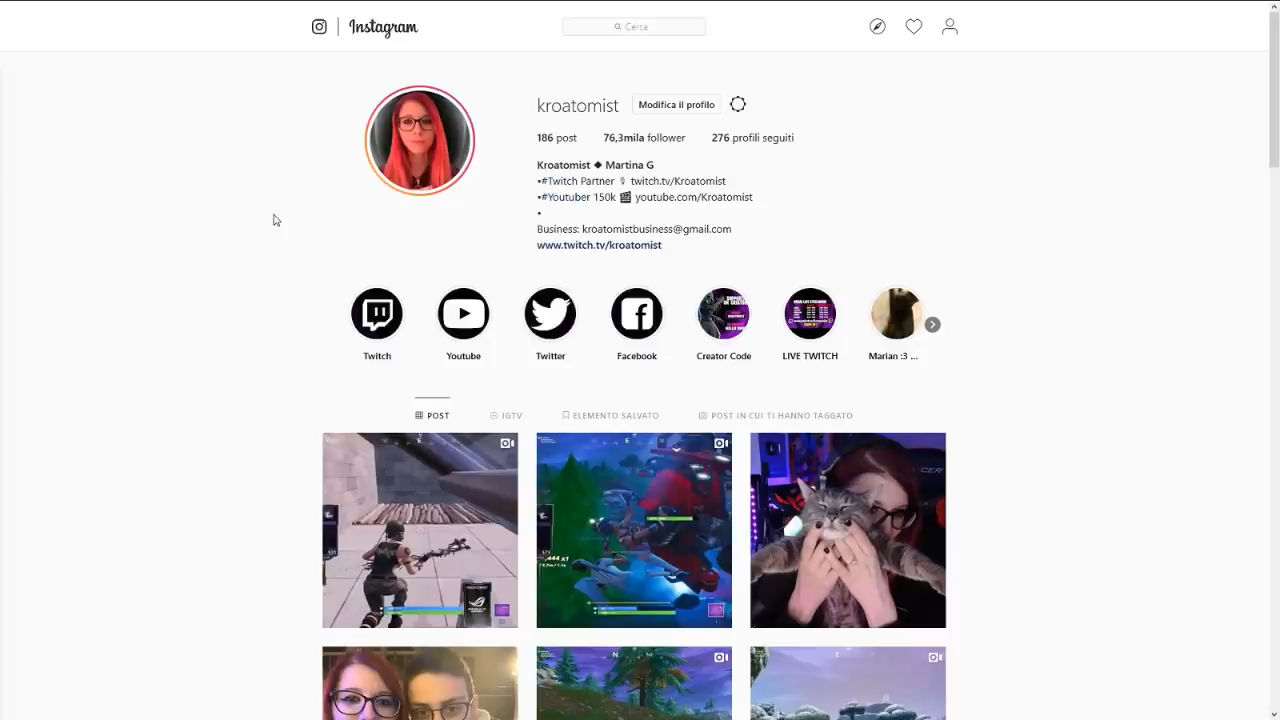 Instagram
Cerca
kroatomist
Modifica il profilo
186 post
76,3mila follower
276 profili seguiti
Kroatomist ◆ Martina G
•#Twitch Partner 🎙 twitch.tv/Kroatomist
•#Youtuber 150k 🎬 youtube.com/Kroatomist
•
Business: kroatomistbusiness@gmail.com
www.twitch.tv/kroatomist
Twitch
Youtube
Twitter
Facebook
Creator Code
LIVE TWITCH
Marian :3 ...
POST
IGTV
ELEMENTO SALVATO
POST IN CUI TI HANNO TAGGATO